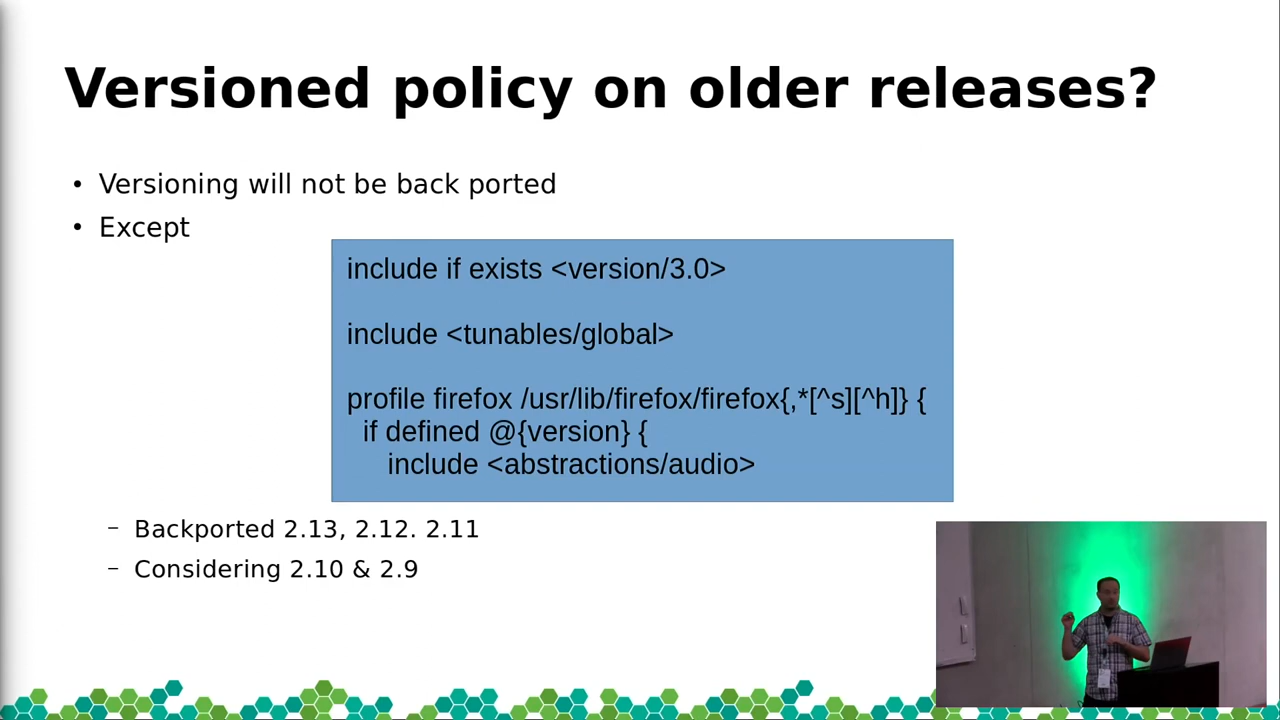 Versioned policy on older releases?
• Versioning will not be back ported
• Except
include if exists <version/3.0>
include <tunables/global>
profile firefox /usr/lib/firefox/firefox{,*[^s][^h]} {
if defined @{version} {
include <abstractions/audio>
– Backported 2.13, 2.12. 2.11
– Considering 2.10 & 2.9